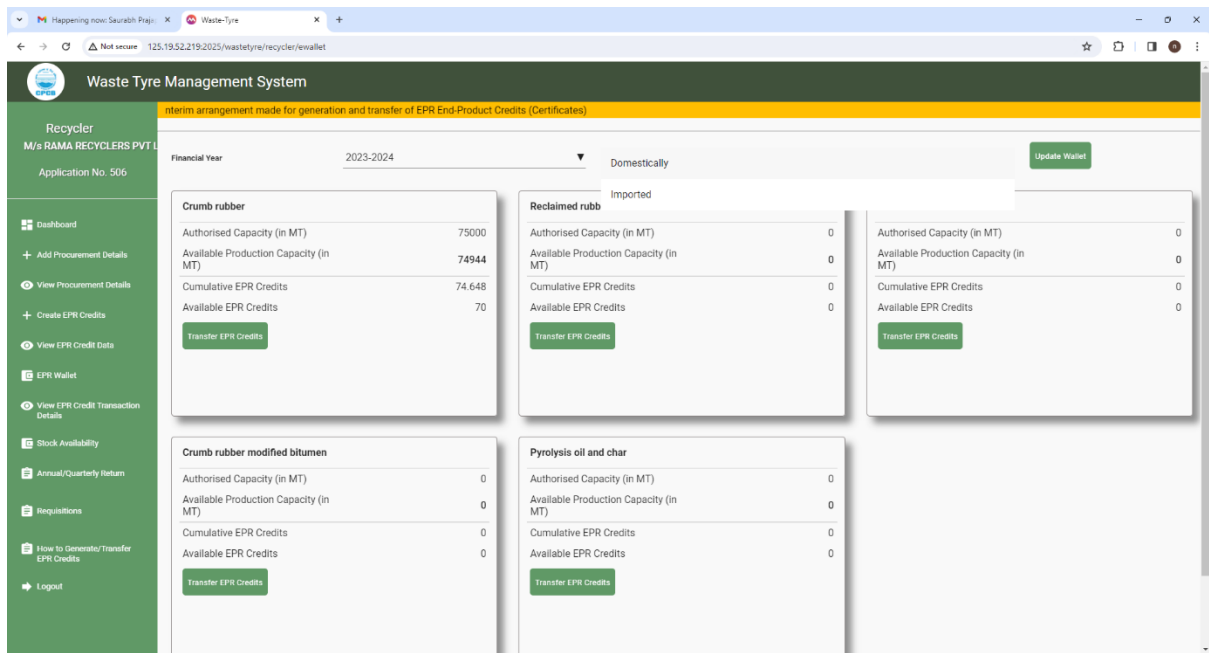 Happening now: Saurabh Praja
Waste-Tyre
Not secure 125.19.52.219:2025/wastetyre/recycler/ewallet
CPCB
Waste Tyre Management System
nterim arrangement made for generation and transfer of EPR End-Product Credits (Certificates)
Recycler
M/s RAMA RECYCLERS PVT L
Application No. 506
Dashboard
Add Procurement Details
View Procurement Details
Create EPR Credits
View EPR Credit Data
EPR Wallet
View EPR Credit Transaction
Details
Stock Availability
Annual/Quarterly Return
Requisitions
How to Generate/Transfer
EPR Credits
Logout
Financial Year 2023-2024
Domestically
Imported
Update Wallet
Crumb rubber
Authorised Capacity (in MT) 75000
Available Production Capacity (in
MT) 74944
Cumulative EPR Credits 74.648
Available EPR Credits 70
Transfer EPR Credits
Reclaimed rubb
Authorised Capacity (in MT) 0
Available Production Capacity (in
MT) 0
Cumulative EPR Credits 0
Available EPR Credits 0
Transfer EPR Credits
Authorised Capacity (in MT) 0
Available Production Capacity (in
MT) 0
Cumulative EPR Credits 0
Available EPR Credits 0
Transfer EPR Credits
Crumb rubber modified bitumen
Authorised Capacity (in MT) 0
Available Production Capacity (in
MT) 0
Cumulative EPR Credits 0
Available EPR Credits 0
Transfer EPR Credits
Pyrolysis oil and char
Authorised Capacity (in MT) 0
Available Production Capacity (in
MT) 0
Cumulative EPR Credits 0
Available EPR Credits 0
Transfer EPR Credits